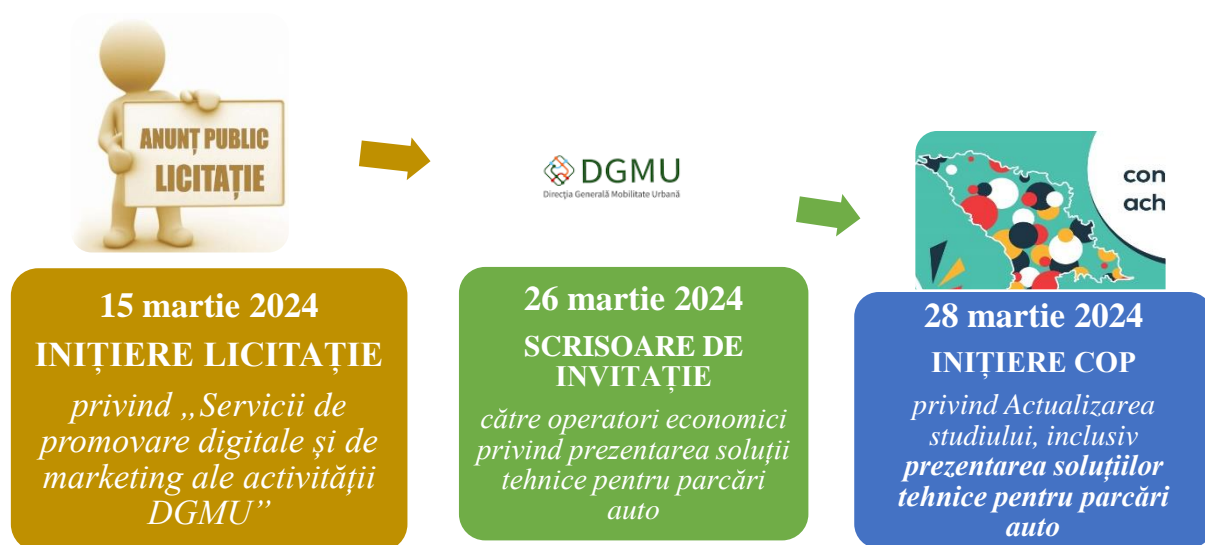 ANUNȚ PUBLIC
LICITAȚIE
DGMU
Direcția Generală Mobilitate Urbană
con
ach
15 martie 2024
INIȚIERE LICITAȚIE
privind „Servicii de
promovare digitale și de
marketing ale activității
DGMU”
26 martie 2024
SCRISOARE DE
INVITAȚIE
către operatori economici
privind prezentarea soluții
tehnice pentru parcări
auto
28 martie 2024
INIȚIERE COP
privind Actualizarea
studiului, inclusiv
prezentarea soluțiilor
tehnice pentru parcări
auto